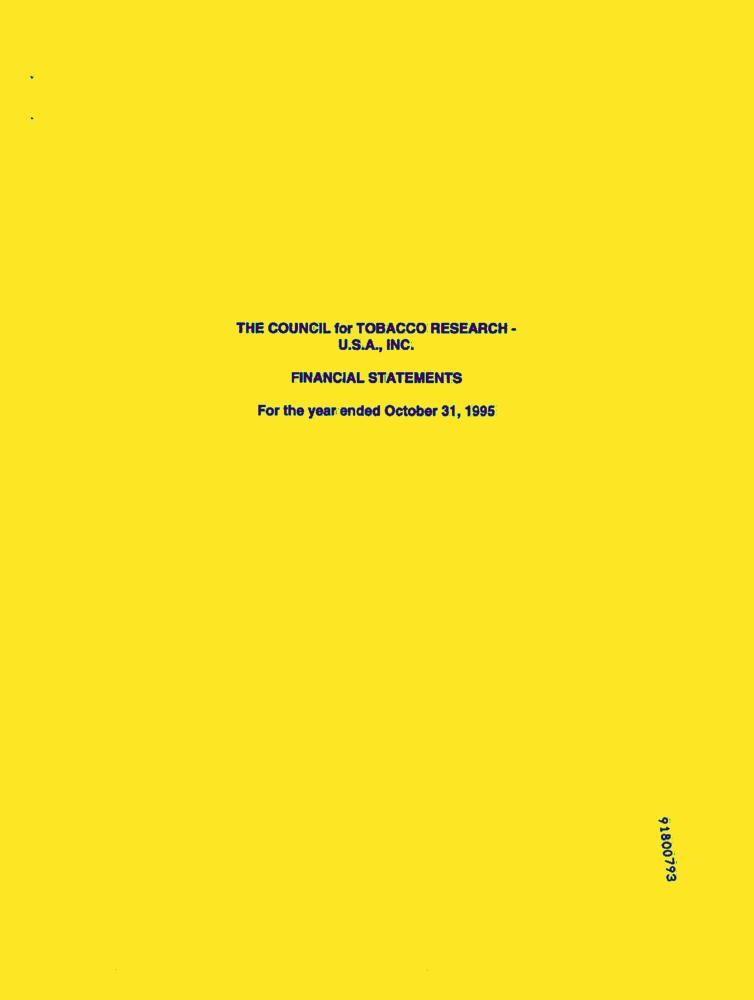 THE COUNCIL for TOBACCO RESEARCH -
U.S.A., INC.
FINANCIAL STATEMENTS
For the year ended October 31, 1995
91800793